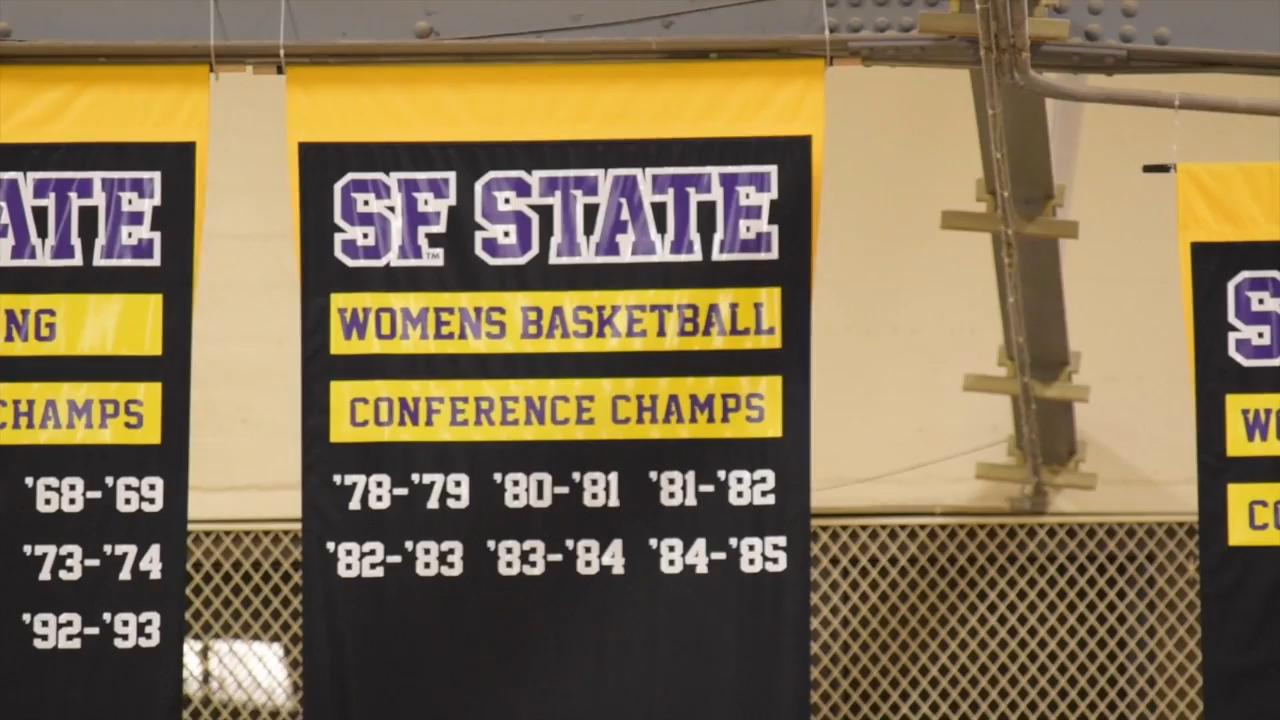 ATE
NG
CHAMPS
'68-'69
'73-'74
'92-'93
SF STATE™
WOMENS BASKETBALL
CONFERENCE CHAMPS
'78-'79 '80-'81 '81-'82
'82-'83 '83-'84 '84-'85
S
WO
CO